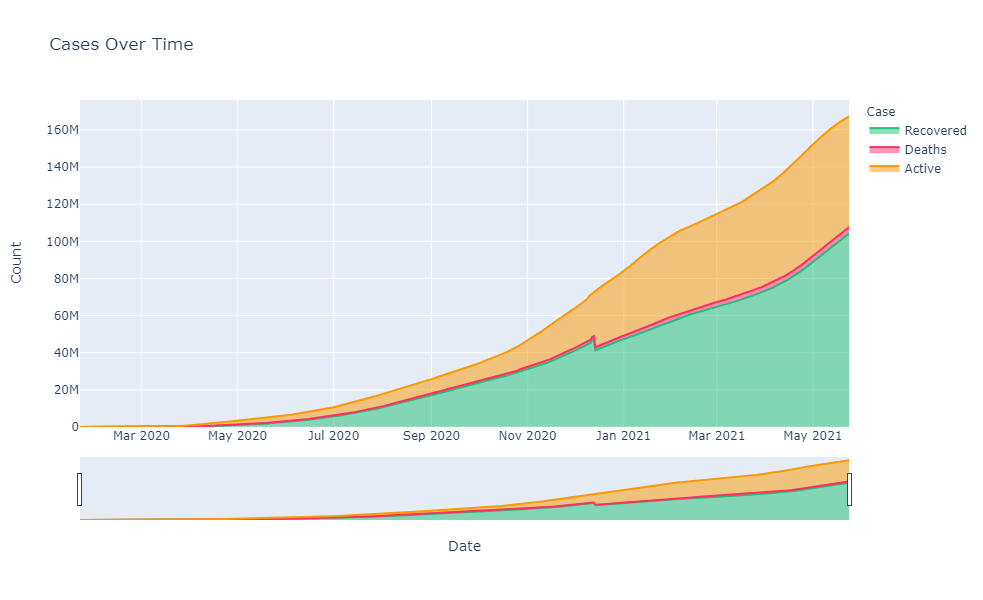 Cases Over Time
Case
Recovered
Deaths
Active
Count
160M
140M
120M
100M
80M
60M
40M
20M
0
Mar 2020 May 2020 Jul 2020 Sep 2020 Nov 2020 Jan 2021 Mar 2021 May 2021
Date